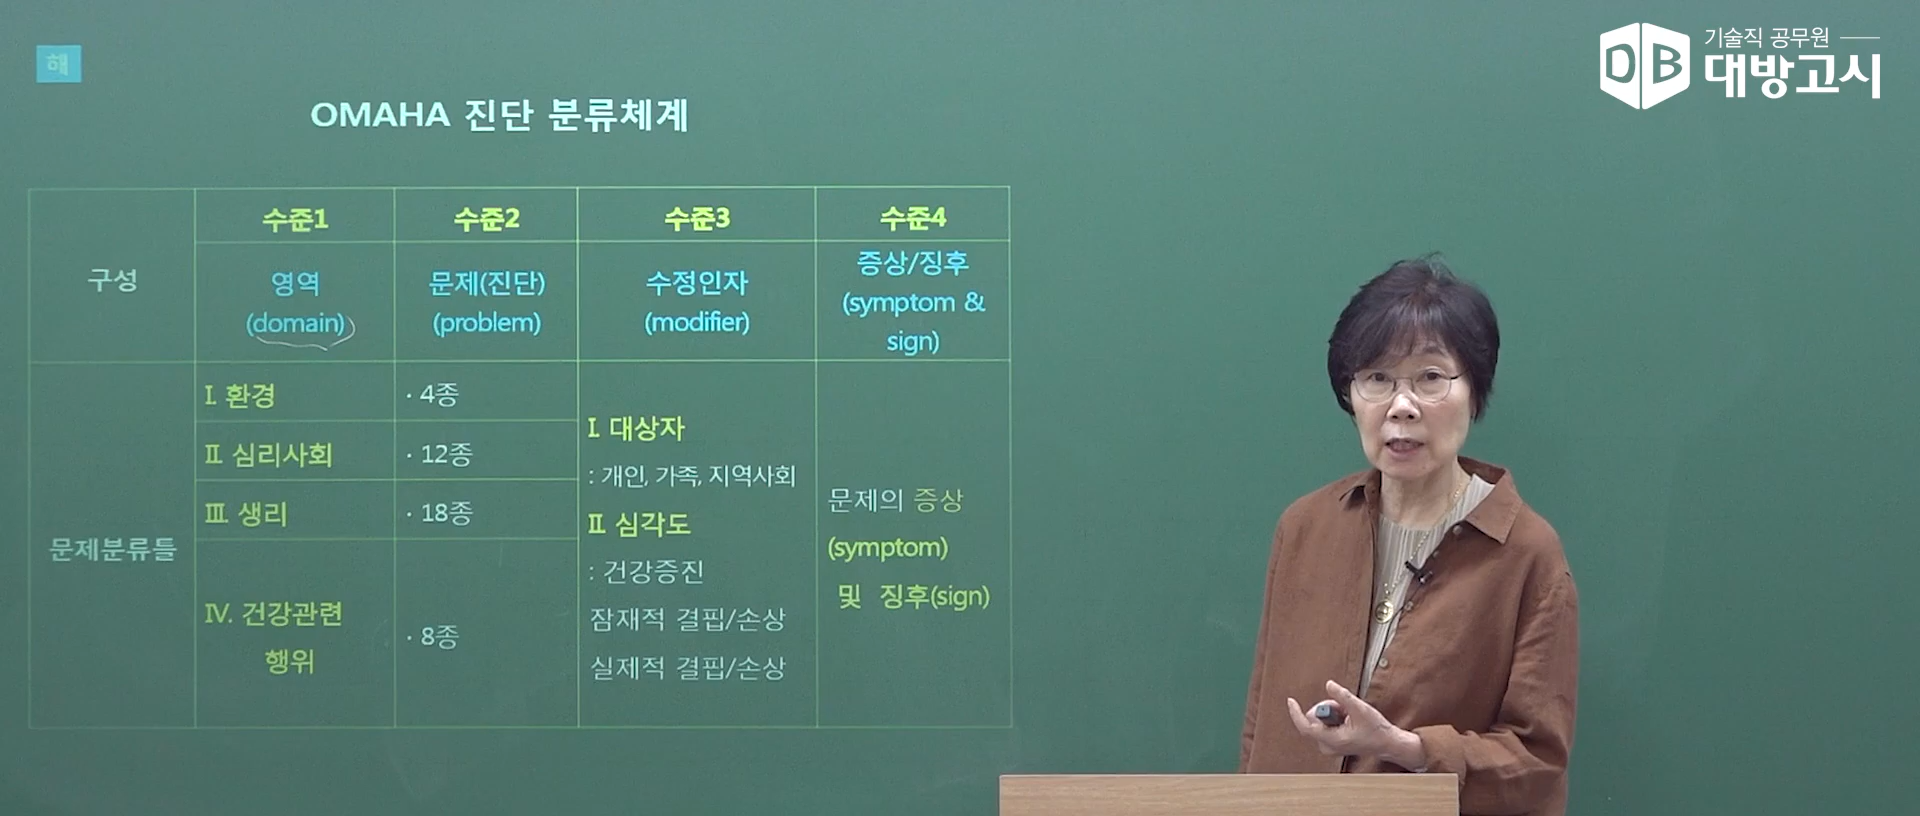 해
기술직 공무원
DB 대방고시
OMAHA 진단 분류체계
구성
수준1
수준2
수준3
수준4
영역
(domain)
문제(진단)
(problem)
수정인자
(modifier)
증상/징후
(symptom &
sign)
문제분류틀
I. 환경
· 4종
II. 심리사회
· 12종
III. 생리
· 18종
IV. 건강관련
행위
· 8종
I. 대상자
: 개인, 가족, 지역사회
II. 심각도
: 건강증진
잠재적 결핍/손상
실제적 결핍/손상
문제의 증상
(symptom)
및 징후(sign)